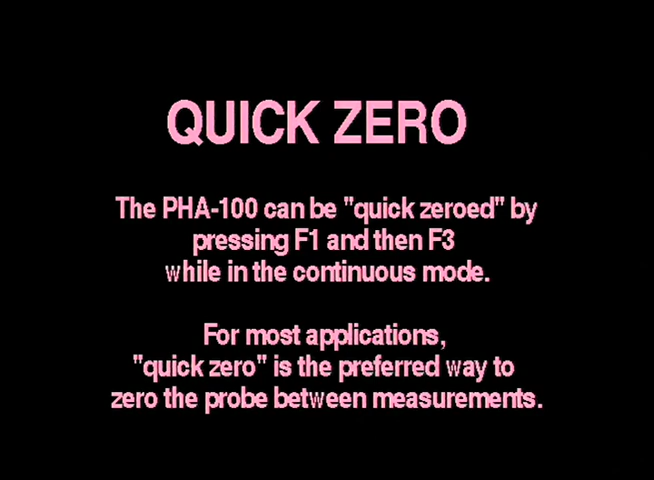 QUICK ZERO
The PHA-100 can be "quick zeroed" by
pressing F1 and then F3
while in the continuous mode.
For most applications,
"quick zero" is the preferred way to
zero the probe between measurements.